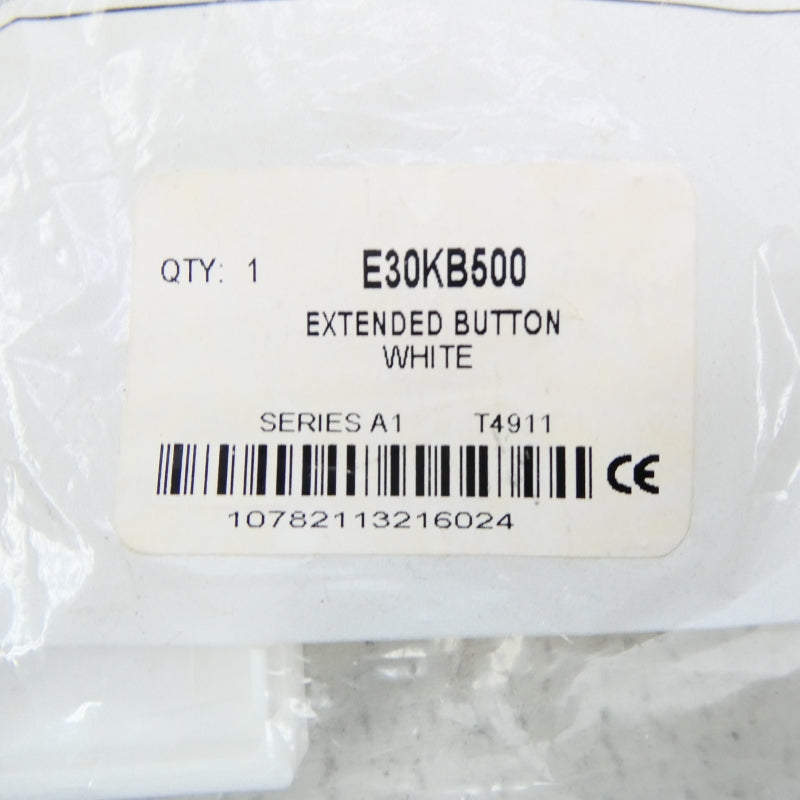 QTY: 1 E30KB500
EXTENDED BUTTON
WHITE
SERIES A1 T4911
CE
10782113216024